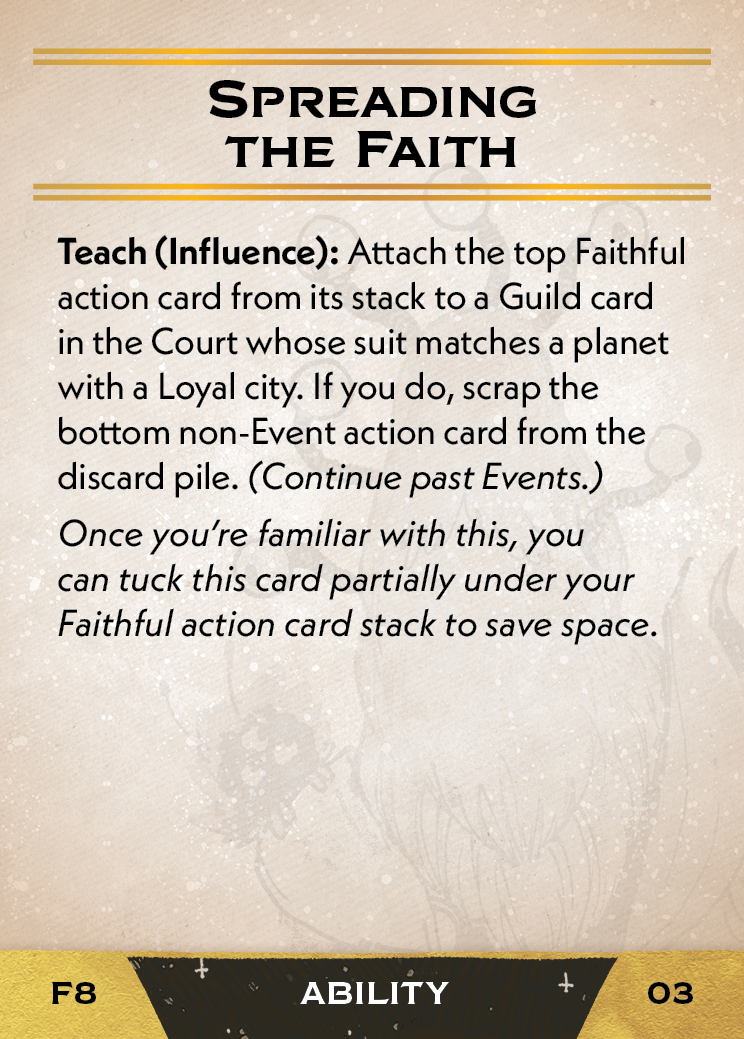 Spreading
the Faith
Teach (Influence): Attach the top Faithful
action card from its stack to a Guild card
in the Court whose suit matches a planet
with a Loyal city. If you do, scrap the
bottom non-Event action card from the
discard pile. (Continue past Events.)
Once you're familiar with this, you
can tuck this card partially under your
Faithful action card stack to save space.
F8 ABILITY 03